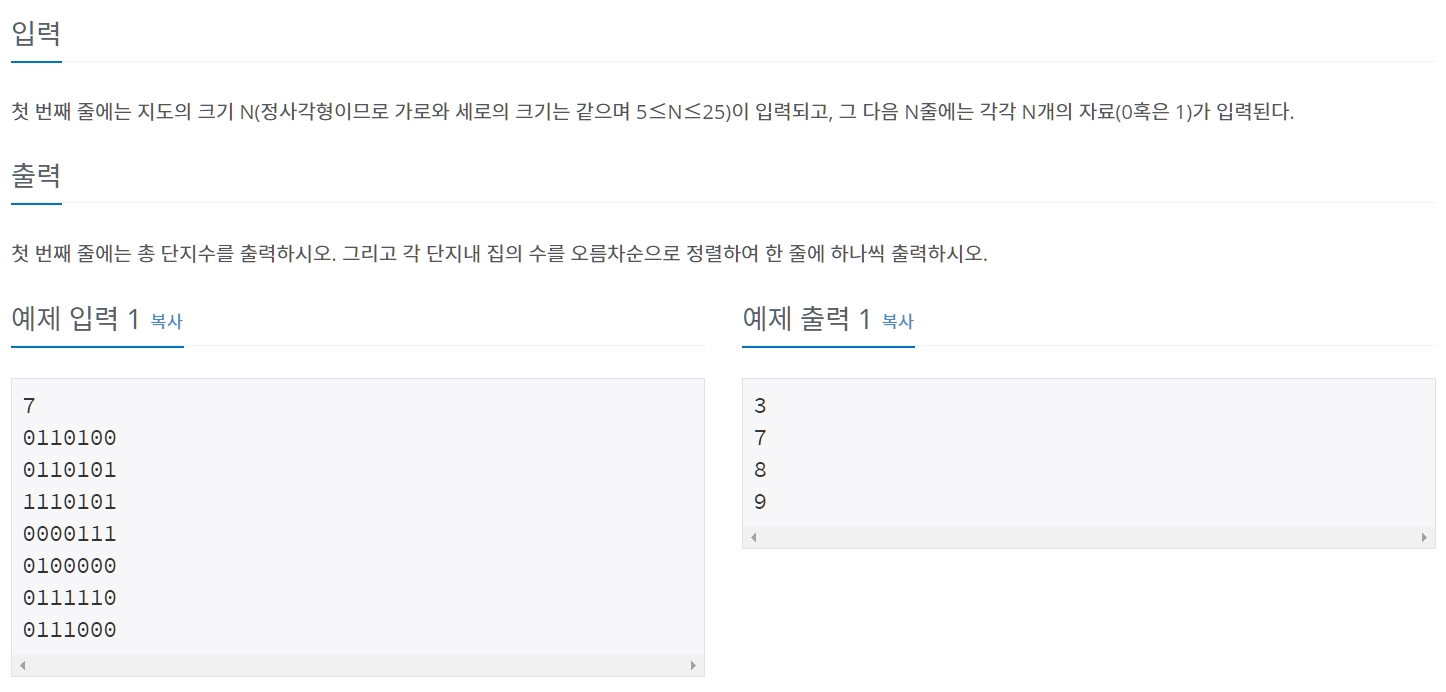 입력
첫 번째 줄에는 지도의 크기 N(정사각형이므로 가로와 세로의 크기는 같으며 5≤N≤25)이 입력되고, 그 다음 N줄에는 각각 N개의 자료(0혹은 1)가 입력된다.
출력
첫 번째 줄에는 총 단지수를 출력하시오. 그리고 각 단지내 집의 수를 오름차순으로 정렬하여 한 줄에 하나씩 출력하시오.
예제 입력 1 복사
7
0110100
0110101
1110101
0000111
0100000
0111110
0111000
예제 출력 1 복사
3
7
8
9